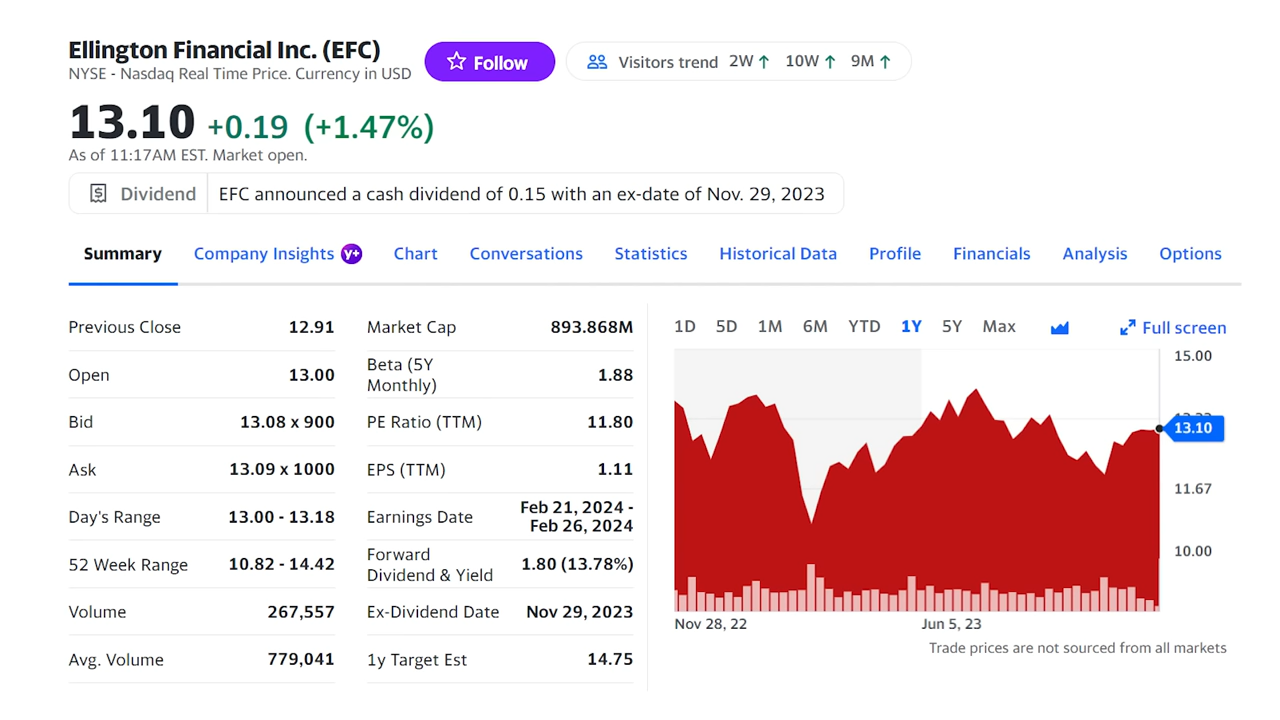 Ellington Financial Inc. (EFC)
NYSE - Nasdaq Real Time Price. Currency in USD
Follow
Visitors trend 2W ↑ 10W ↑ 9M ↑
13.10 +0.19 (+1.47%)
As of 11:17AM EST. Market open.
Dividend EFC announced a cash dividend of 0.15 with an ex-date of Nov. 29, 2023
Summary Company Insights y+ Chart Conversations Statistics Historical Data Profile Financials Analysis Options
Previous Close 12.91
Open 13.00
Bid 13.08 x 900
Ask 13.09 x 1000
Day's Range 13.00 - 13.18
52 Week Range 10.82 - 14.42
Volume 267,557
Avg. Volume 779,041
Market Cap 893.868M
Beta (5Y
Monthly) 1.88
PE Ratio (TTM) 11.80
EPS (TTM) 1.11
Earnings Date Feb 21, 2024 -
Feb 26, 2024
Forward
Dividend & Yield 1.80 (13.78%)
Ex-Dividend Date Nov 29, 2023
1y Target Est 14.75
1D 5D 1M 6M YTD 1Y 5Y Max Full screen
15.00
13.10
11.67
10.00
Nov 28, 22 Jun 5, 23
Trade prices are not sourced from all markets